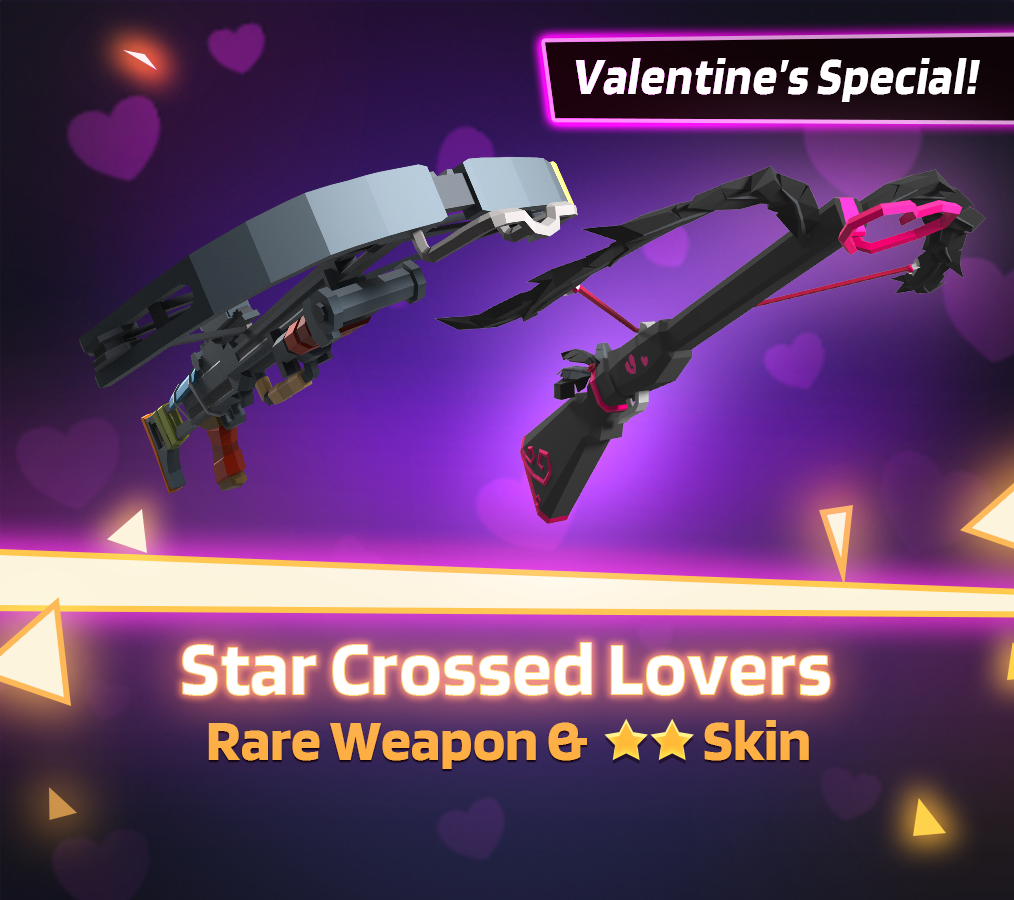 Valentine's Special!
Star Crossed Lovers
Rare Weapon & ⭐⭐ Skin